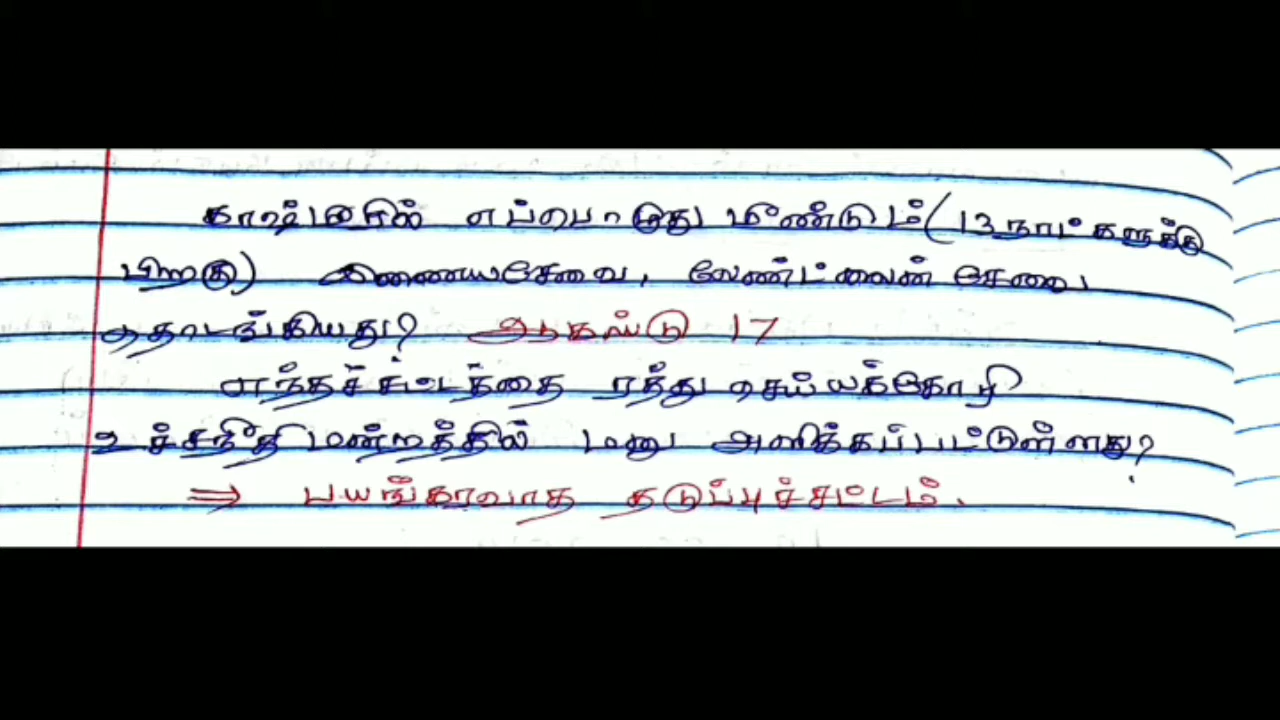 காஷ்மீரில் எப்பொழுது மீண்டும் (13 நாட்களுக்கு
பிறகு) இணையசேவை, லேண்ட்லைன் சேவை
தொடங்கியது? ஆகஸ்டு 17
எந்தச்சட்டத்தை ரத்து செய்யக்கோரி
உச்சநீதி மன்றத்தில் மனு அளிக்கப்பட்டுள்ளது?
⇒ பயங்கரவாத தடுப்புச்சட்டம்.